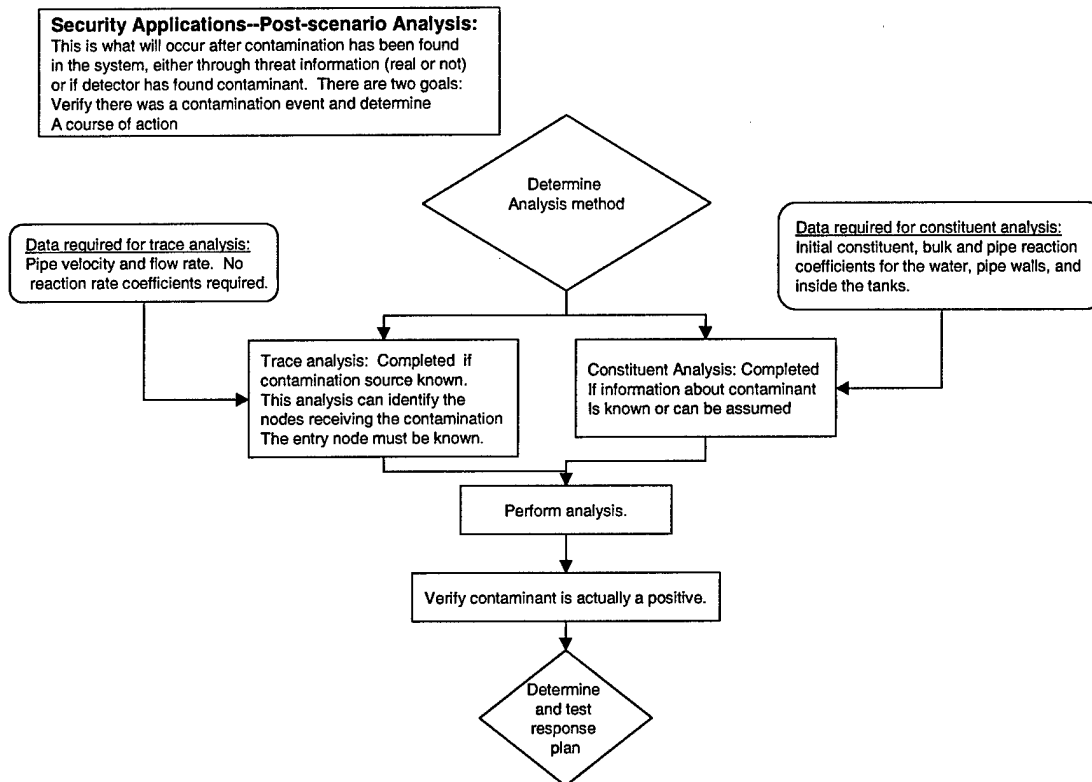 Security Applications--Post-scenario Analysis:
This is what will occur after contamination has been found
in the system, either through threat information (real or not)
or if detector has found contaminant. There are two goals:
Verify there was a contamination event and determine
A course of action
Determine
Analysis method
Data required for trace analysis:
Pipe velocity and flow rate. No
reaction rate coefficients required.
Data required for constituent analysis:
Initial constituent, bulk and pipe reaction
coefficients for the water, pipe walls, and
inside the tanks.
Trace analysis: Completed if
contamination source known.
This analysis can identify the
nodes receiving the contamination
The entry node must be known.
Constituent Analysis: Completed
If information about contaminant
Is known or can be assumed
Perform analysis.
Verify contaminant is actually a positive.
Determine
and test
response
plan